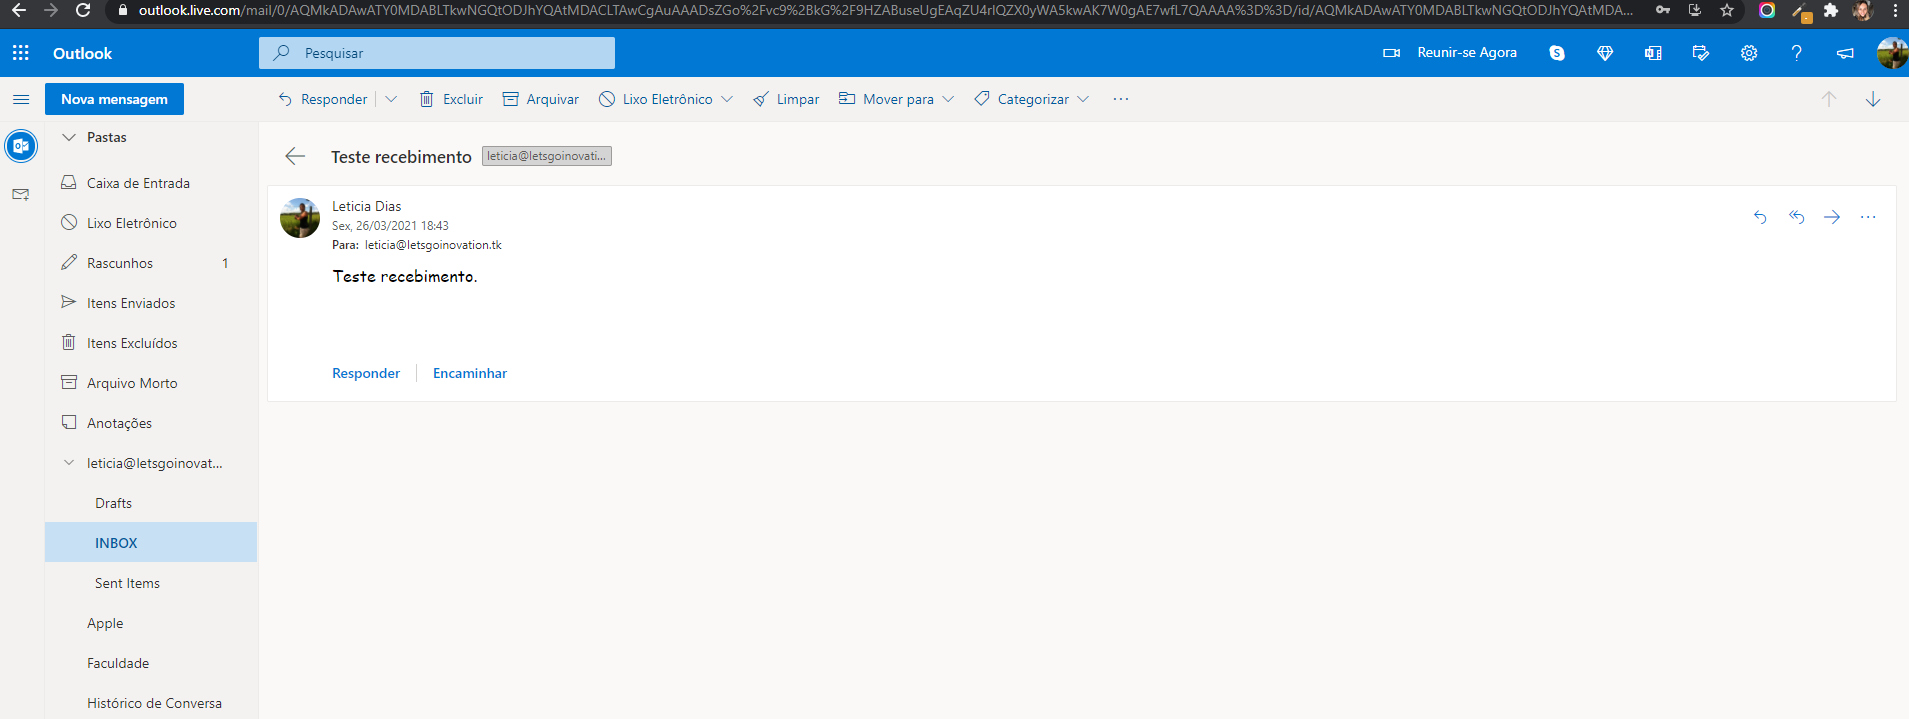 outlook.live.com/mail/0/AQMkADAwATY0MDABLTkwNGQtODJhYQAtMDACLTAwCgAuAAADsZGo%2Fvc9%2BkG%2F9HZABuseUgEAqZU4rIQZX0yWA5kwAK7W0gAE7wfL7QAAAA%3D%3D/id/AQMkADAwATY0MDABLTkwNGQtODJhYQAtMDA...
Outlook
Pesquisar
Reunir-se Agora
Nova mensagem
Responder
Excluir
Arquivar
Lixo Eletrônico
Limpar
Mover para
Categorizar
Pastas
Caixa de Entrada
Lixo Eletrônico
Rascunhos 1
Itens Enviados
Itens Excluídos
Arquivo Morto
Anotações
leticia@letsgoinovat...
Drafts
INBOX
Sent Items
Apple
Faculdade
Histórico de Conversa
Teste recebimento leticia@letsgoinovati...
Leticia Dias
Sex, 26/03/2021 18:43
Para: leticia@letsgoinovation.tk
Teste recebimento.
Responder
Encaminhar